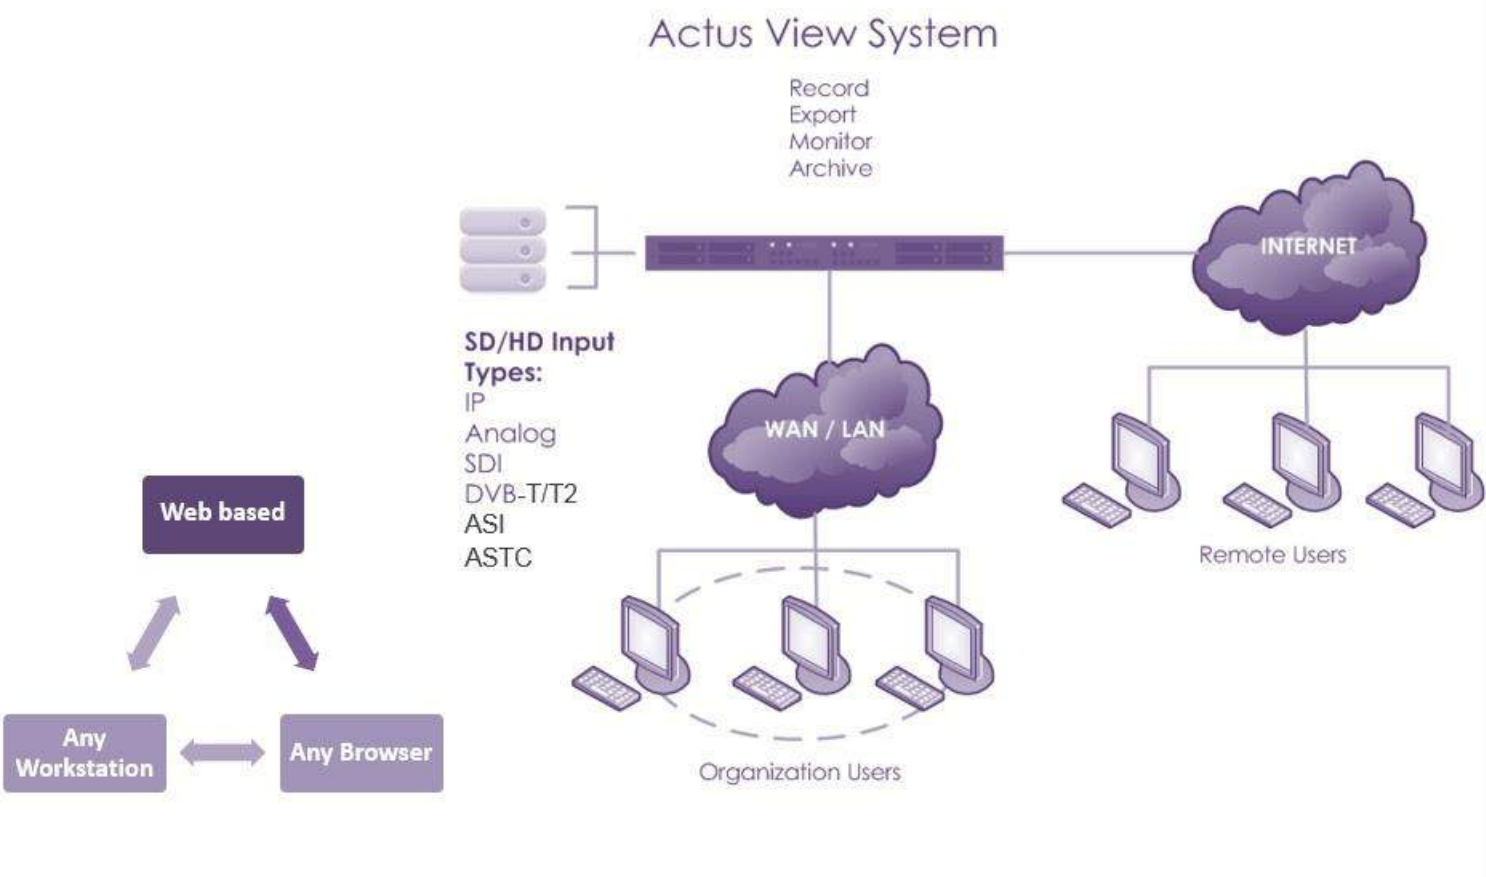 Actus View System
Record
Export
Monitor
Archive
INTERNET
SD/HD Input
Types:
IP
Analog
SDI
DVB-T/T2
ASI
ASTC
WAN / LAN
Remote Users
Organization Users
Web based
Any
Workstation
Any Browser